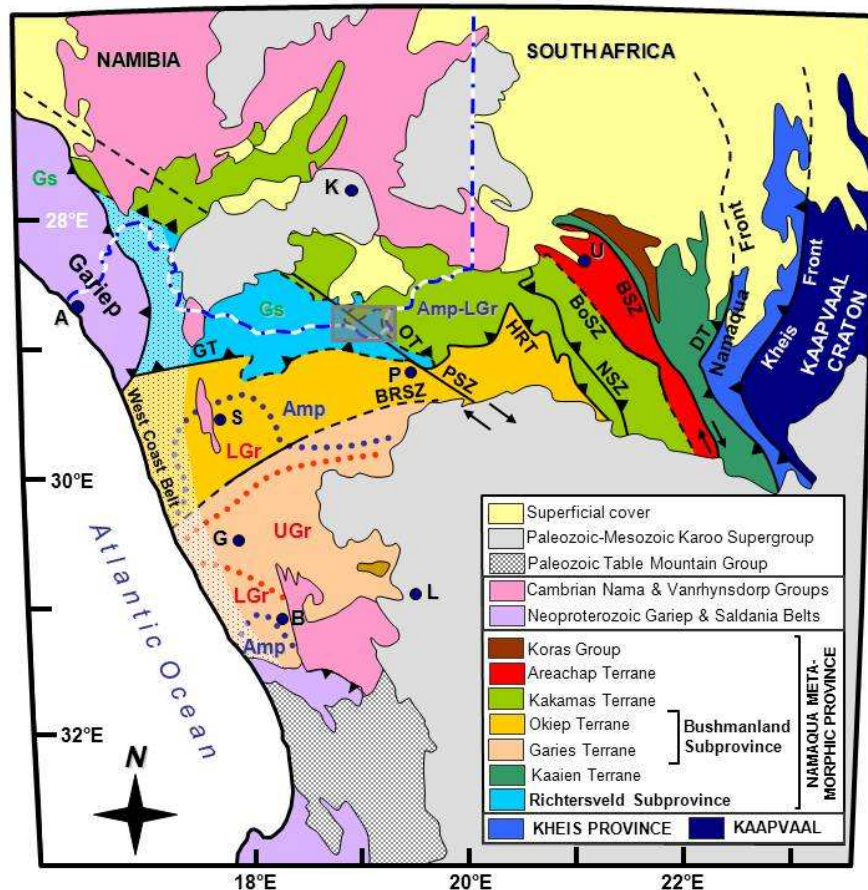 NAMIBIA
SOUTH AFRICA
Gs
K
28°E
Gariep
U
Namaqua Front
Kheis Front
KAAPVAAL
CRATON
A
Gs
Amp-LGr
BSZ
BoSZ
DT
OT
GT
HRT
NSZ
P
PSZ
BRSZ
West Coast Belt
Amp
S
LGr
30°E
Atlantic Ocean
G
UGr
LGr
L
B
Amp
32°E
N
Superficial cover
Paleozoic-Mesozoic Karoo Supergroup
Paleozoic Table Mountain Group
Cambrian Nama & Vanrhynsdorp Groups
Neoproterozoic Gariep & Saldania Belts
Koras Group
Areachap Terrane
Kakamas Terrane
Okiep Terrane
Garies Terrane
Bushmanland
Subprovince
Kaaien Terrane
Richtersveld Subprovince
NAMAQUA META-
MORPHIC PROVINCE
KHEIS PROVINCE
KAAPVAAL
18°E
20°E
22°E